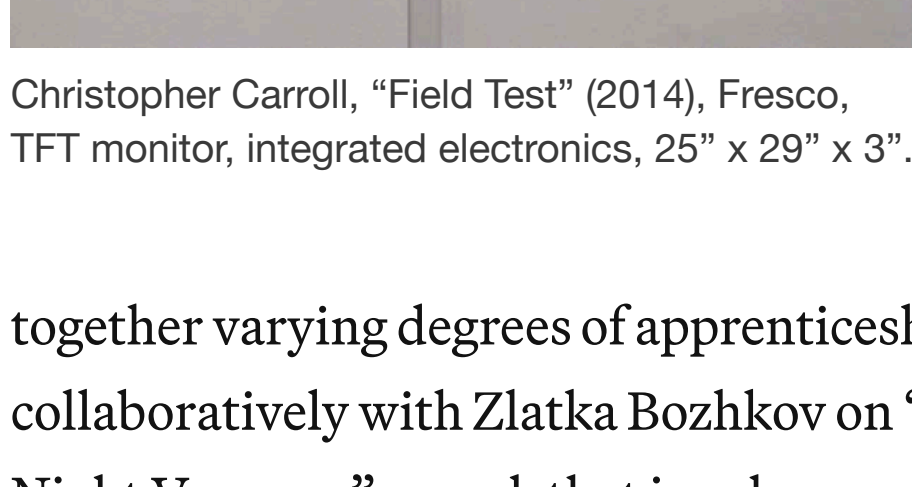 Christopher Carroll, “Field Test” (2014), Fresco,
TFT monitor, integrated electronics, 25” x 29” x 3”.
together varying degrees of
collaboratively with Zlatka Bozhkov on “
Night